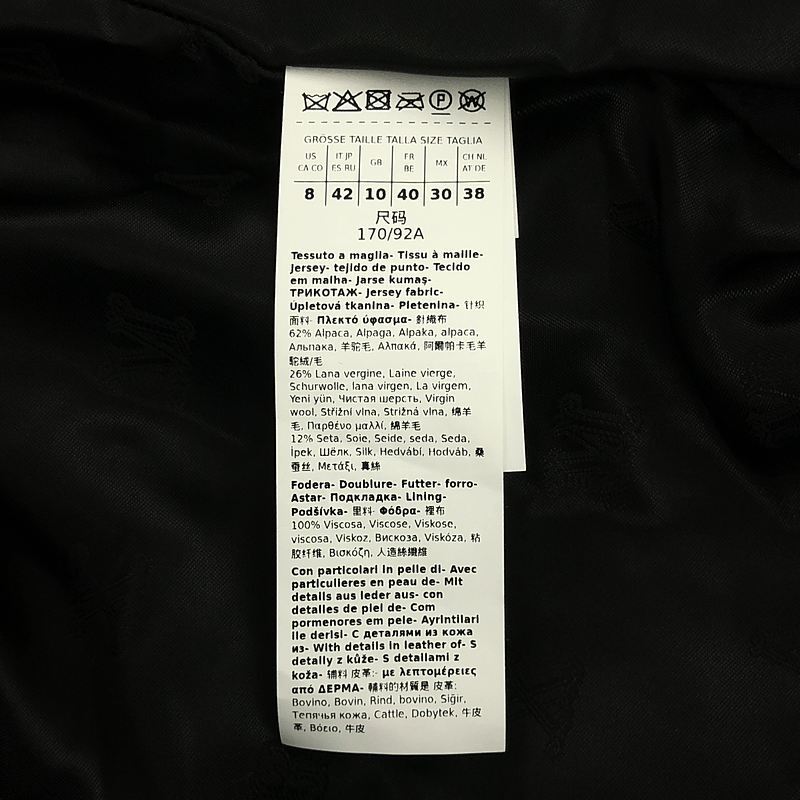 P W
GRÖSSE TAILLE TALLA SIZE TAGLIA
US CA CO IT JP ES RU GB FR BE MX CH NL AT DE
8 42 10 40 30 38
尺码
170/92A
Tessuto a maglia- Tissu à maille-
Jersey- tejido de punto- Tecido
em malha- Jarse kumaş-
ТРИКОТАЖ- Jersey fabric-
Úpletová tkanina- Pletenina- 针织
面料- Πλεκτό ύφασμα- 針織布
62% Alpaca, Alpaga, Alpaka, alpaca,
Альпака, 羊驼毛, Αλπακά, 阿爾帕卡毛羊
駝絨/毛
26% Lana vergine, Laine vierge,
Schurwolle, lana virgen, La virgem,
Yeni yün, Чистая шерсть, Virgin
wool, Střižní vlna, Strižná vlna, 绵羊
毛, Παρθένο μαλλί, 綿羊毛
12% Seta, Soie, Seide, seda, Seda,
İpek, Шёлк, Silk, Hedvábí, Hodváb, 桑
蚕丝, Μετάξι, 真絲
Fodera- Doublure- Futter- forro-
Astar- Подкладка- Lining-
Podšívka- 里料- Φόδρα- 裡布
100% Viscosa, Viscose, Viskose,
viscosa, Viskoz, Вискоза, Viskóza, 粘
胶纤维, Βισκόζη, 人造絲纖維
Con particolari in pelle di- Avec
particulieres en peau de- Mit
details aus leder aus- con
detalles de piel de- Com
pormenores em pele- Ayrintilari
ile derisi- С деталями из кожа
из- With details in leather of- S
detaily z kůže- S detailami z
koža- 辅料 皮革:- με λεπτομέρειες
από ΔΕΡΜΑ- 輔料的材質是 皮革:
Bovino, Bovin, Rind, bovino, Siğir,
Телячья кожа, Cattle, Dobytek, 牛皮
革, Βόειο, 牛皮